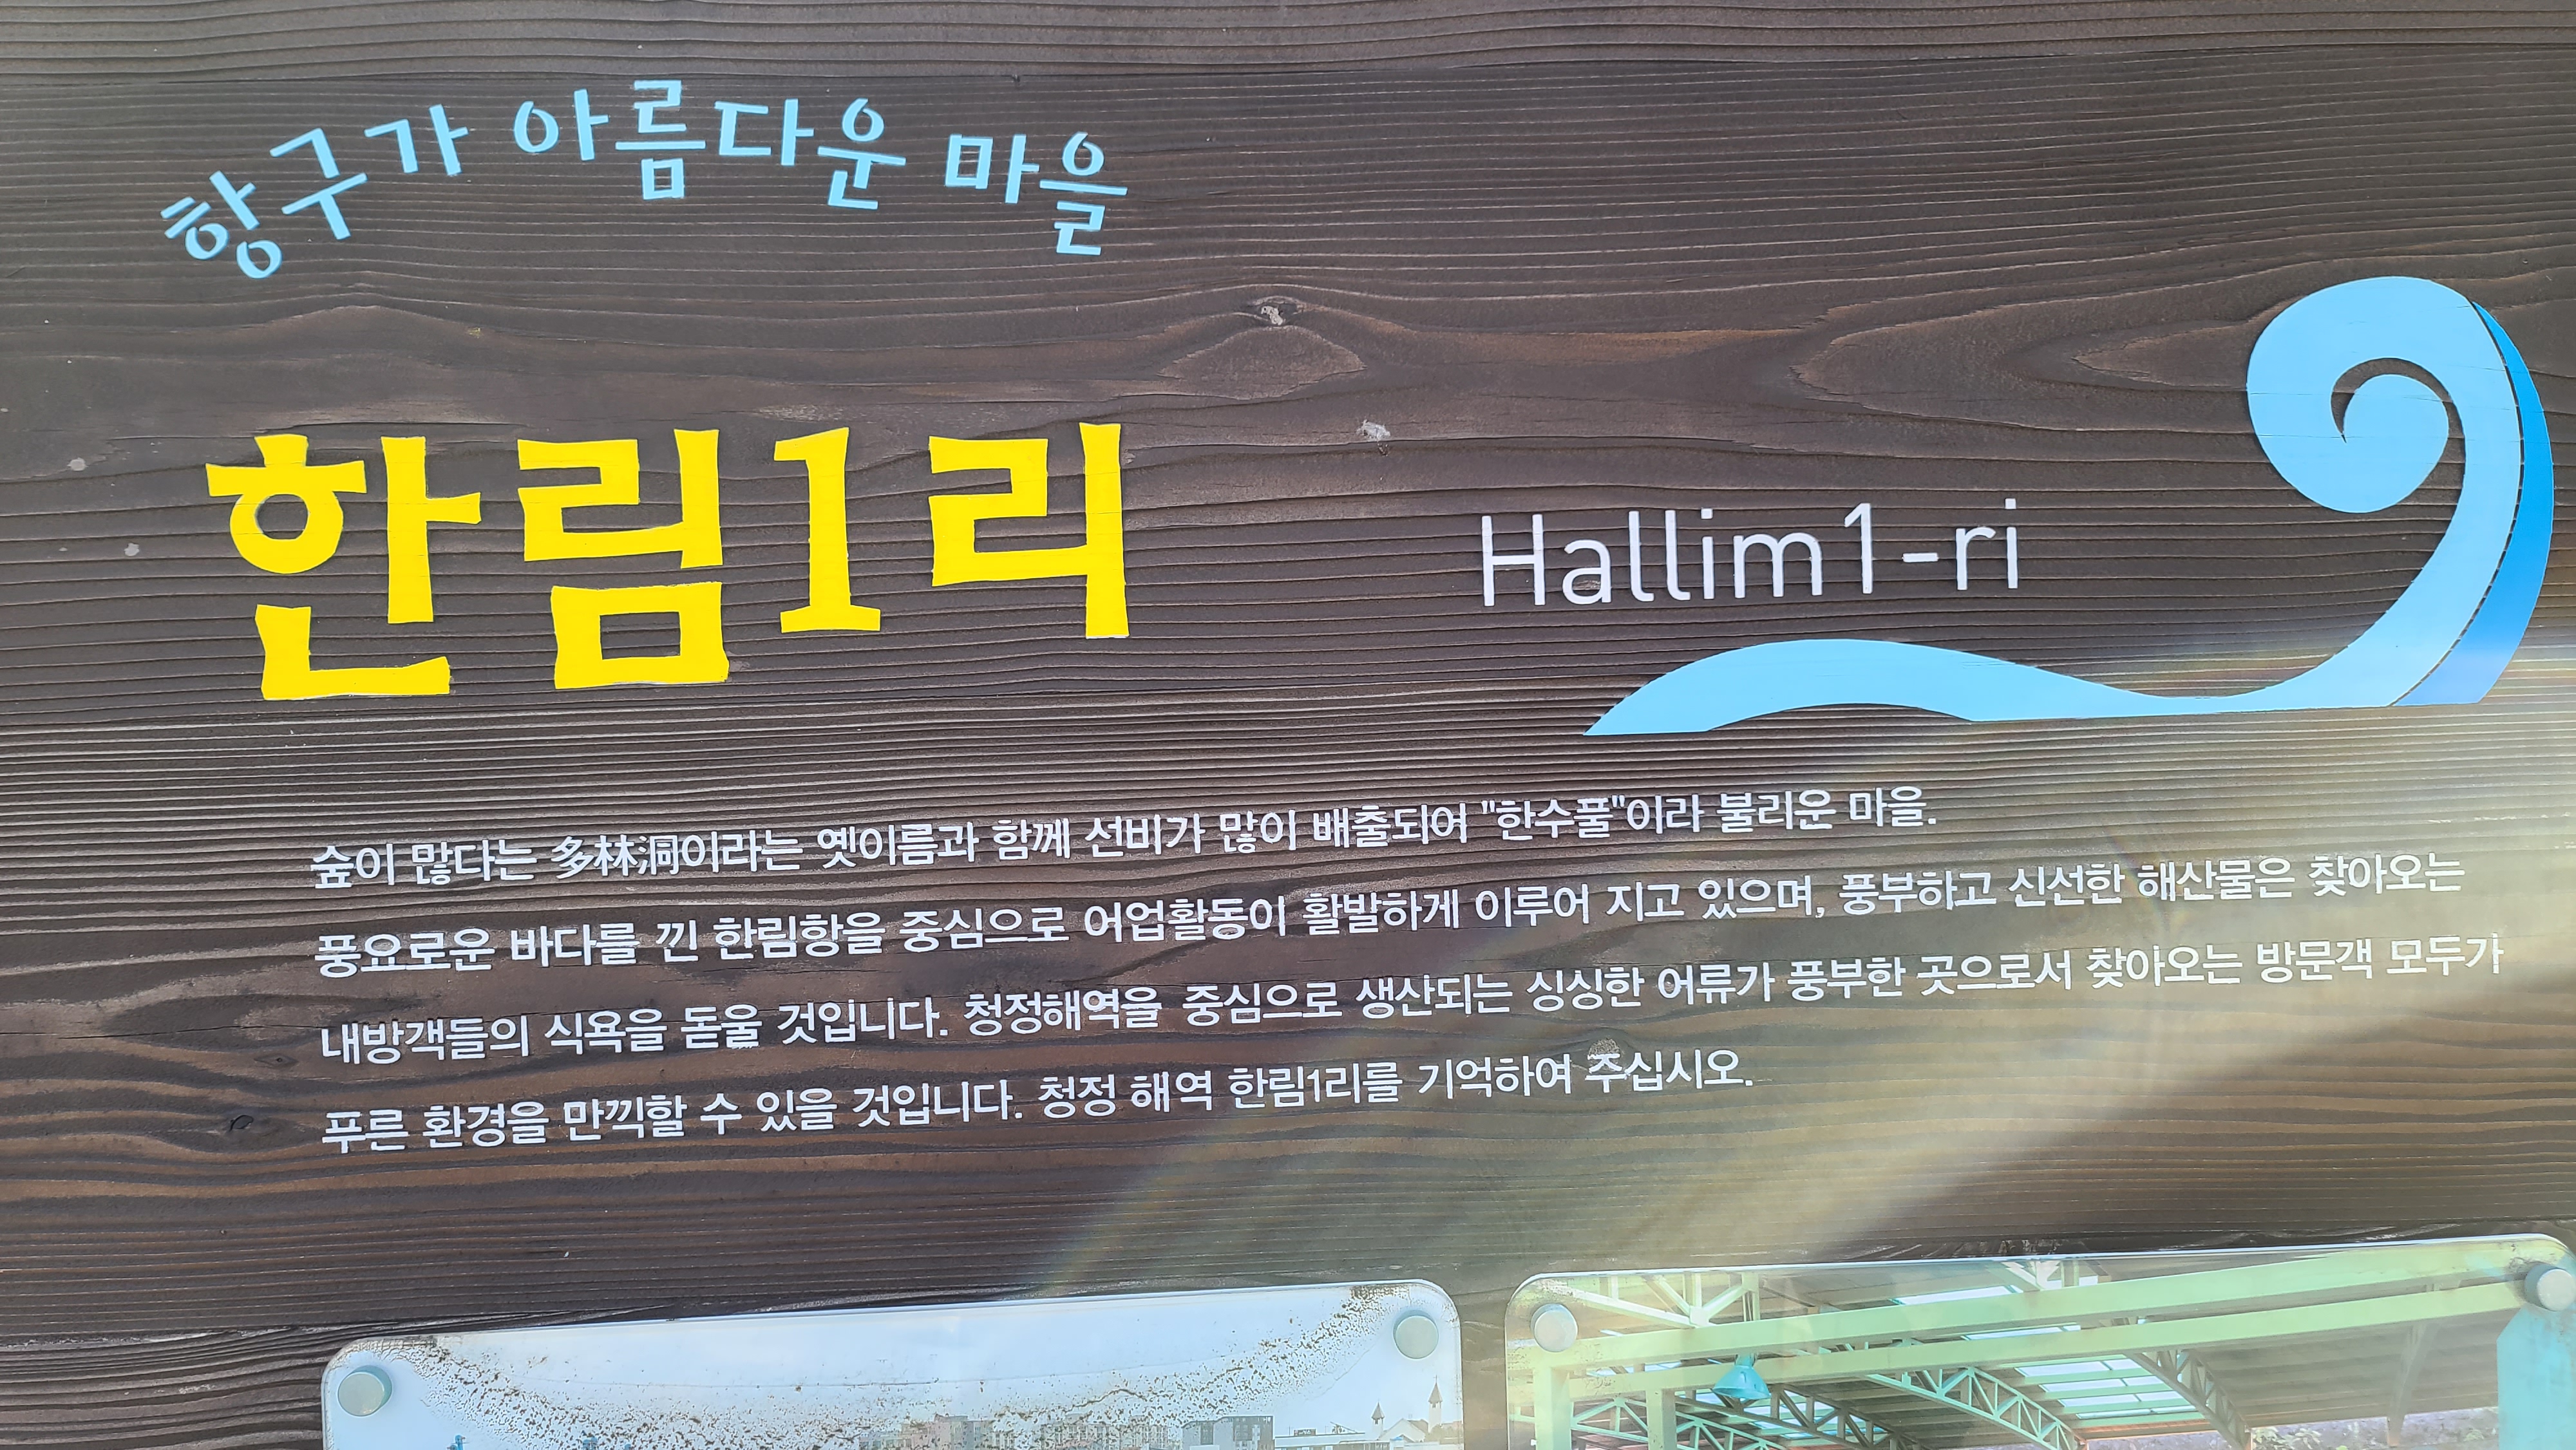 항구가 아름다운 마을
한림1리
Hallim1-ri
숲이 많다는 多林洞이라는 옛이름과 함께 선비가 많이 배출되어 "한수풀"이라 불리운 마을.
풍요로운 바다를 낀 한림항을 중심으로 어업활동이 활발하게 이루어 지고 있으며, 풍부하고 신선한 해산물은 찾아오는
내방객들의 식욕을 돋울 것입니다. 청정해역을 중심으로 생산되는 싱싱한 어류가 풍부한 곳으로서 찾아오는 방문객 모두가
푸른 환경을 만끽할 수 있을 것입니다. 청정 해역 한림1리를 기억하여 주십시오.